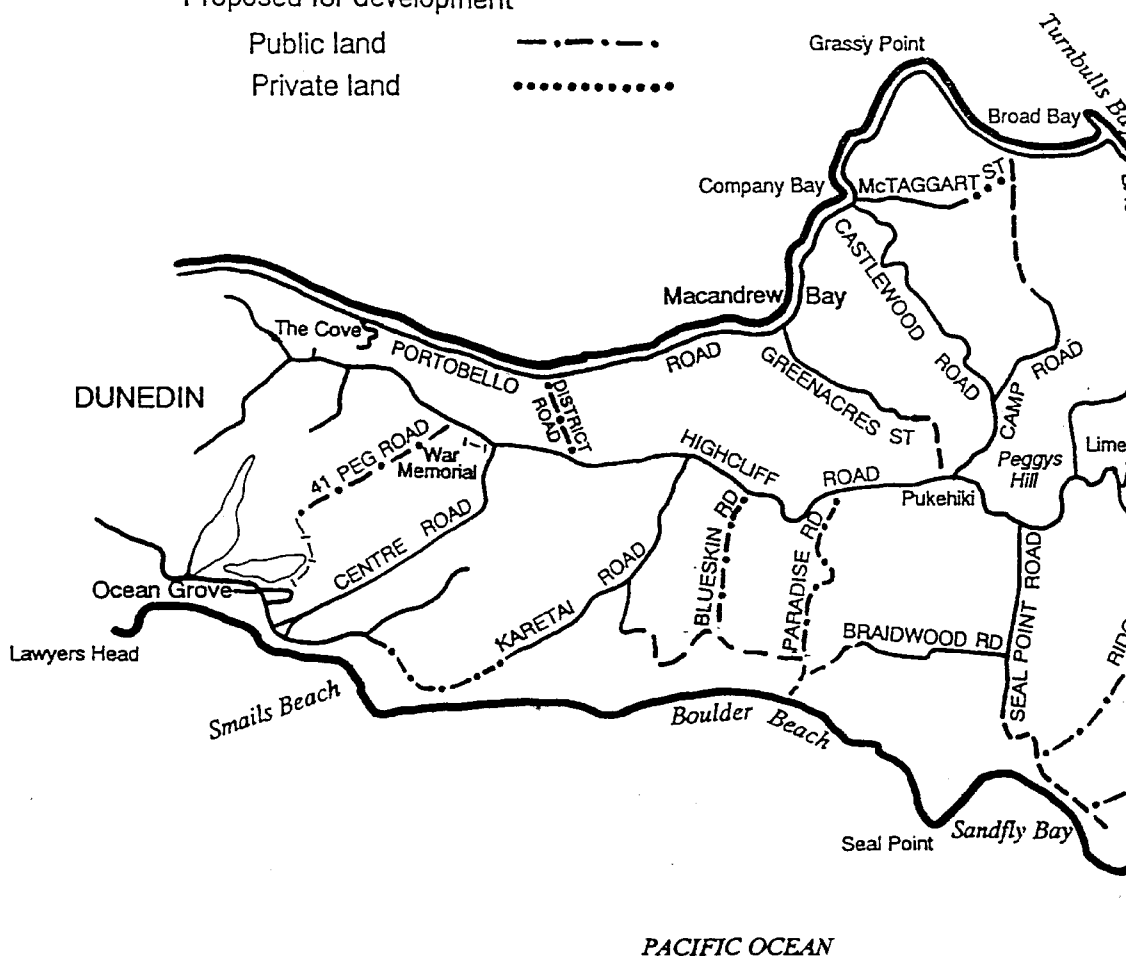 Proposed for development
Public land
Private land
Grassy Point
Turnbulls Bay
Broad Bay
Company Bay
McTAGGART ST
CASTLEWOOD ROAD
Macandrew Bay
The Cove
PORTOBELLO ROAD
DISTRICT ROAD
GREENACRES ST
CAMP ROAD
DUNEDIN
41 PEG ROAD
War
Memorial
HIGHCLIFF ROAD
Peggys
Hill
Lime
Pukehiki
CENTRE ROAD
KARETAI ROAD
BLUESKIN RD
PARADISE RD
BRAIDWOOD RD
SEAL POINT ROAD
RIDG
Ocean Grove
Lawyers Head
Smails Beach
Boulder Beach
Seal Point
Sandfly Bay
PACIFIC OCEAN